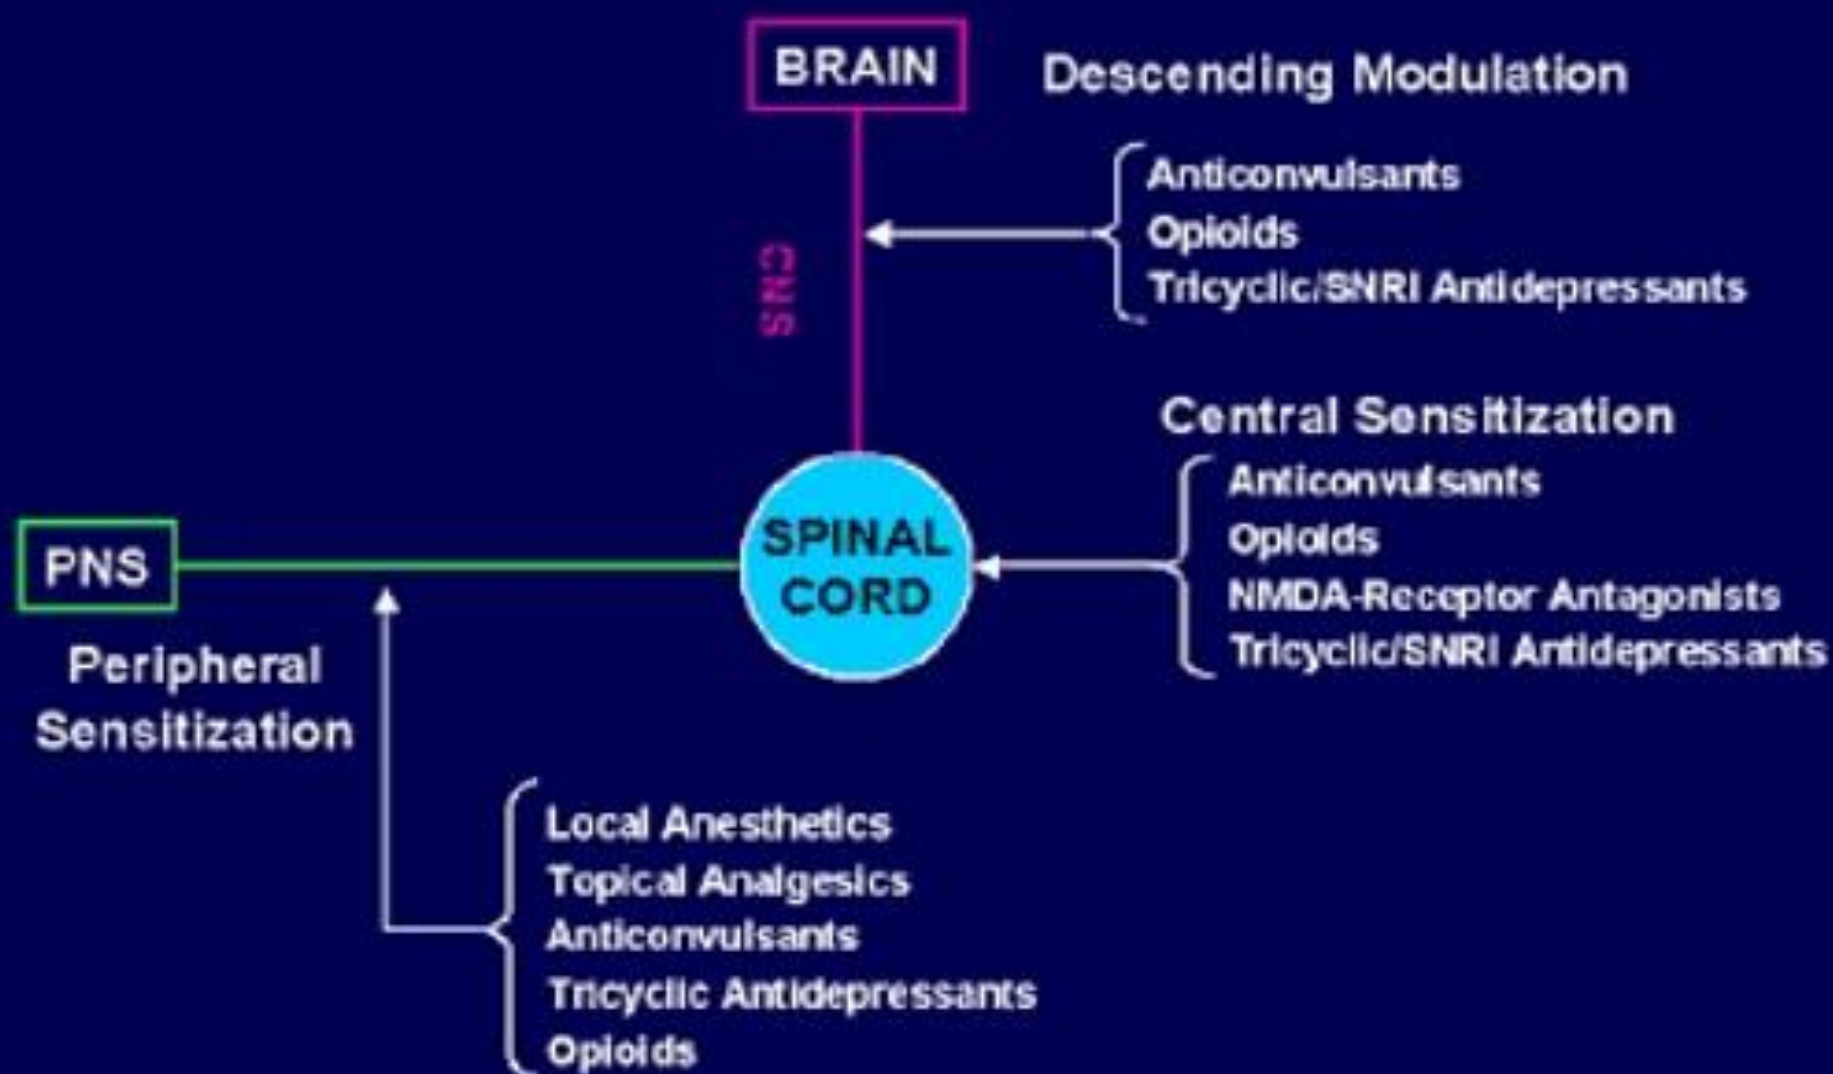 BRAIN
Descending Modulation
Anticonvulsants
Opioids
Tricyclic/SNRI Antidepressants
CNS
Central Sensitization
Anticonvulsants
Opioids
NMDA-Receptor Antagonists
Tricyclic/SNRI Antidepressants
SPINAL
CORD
PNS
Peripheral
Sensitization
Local Anesthetics
Topical Analgesics
Anticonvulsants
Tricyclic Antidepressants
Opioids